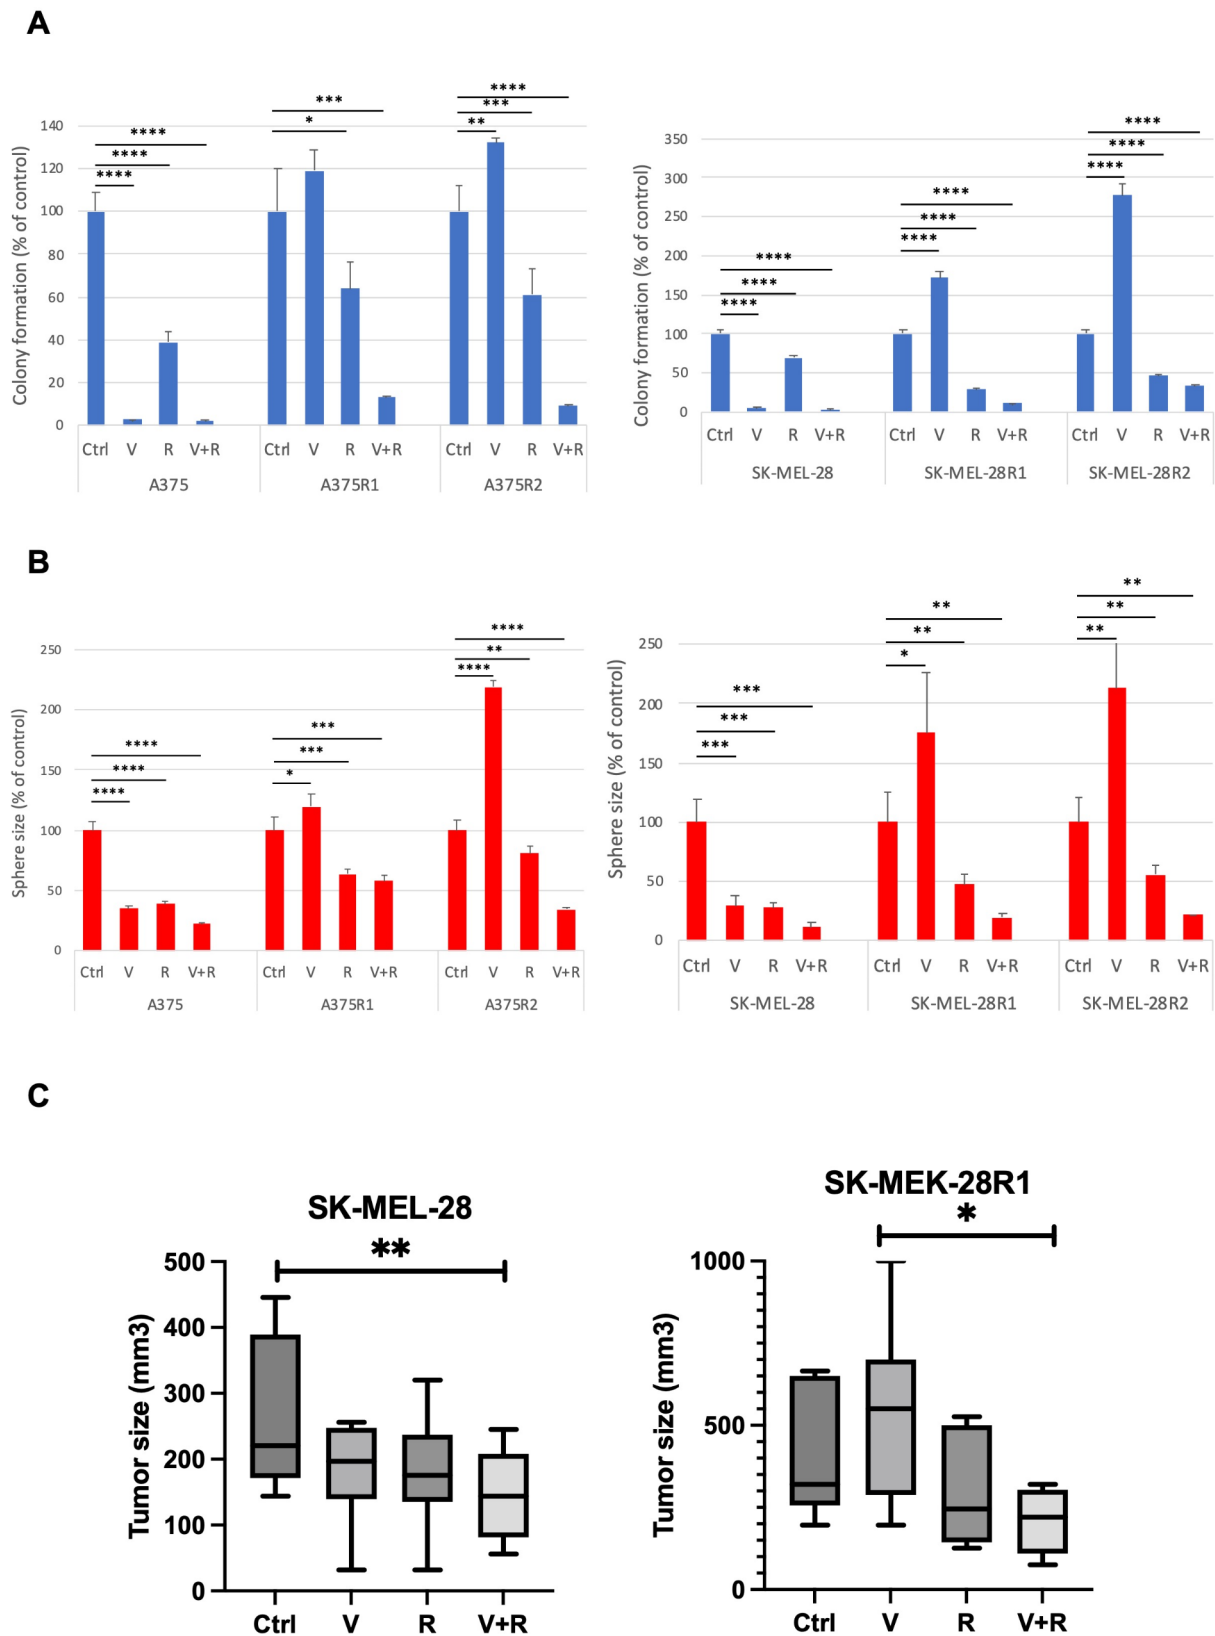 A
Colony formation (% of control)
140
120
100
80
60
40
20
0
**** **** ****
*** *
**** *** **
Ctrl V R V+R Ctrl V R V+R Ctrl V R V+R
A375 A375R1 A375R2
Colony formation (% of control)
350
300
250
200
150
100
50
0
**** **** ****
**** **** ****
**** **** ****
Ctrl V R V+R Ctrl V R V+R Ctrl V R V+R
SK-MEL-28 SK-MEL-28R1 SK-MEL-28R2
B
Sphere size (% of control)
250
200
150
100
50
0
**** **** ****
*** *** *
**** ** ****
Ctrl V R V+R Ctrl V R V+R Ctrl V R V+R
A375 A375R1 A375R2
Sphere size (% of control)
250
200
150
100
50
0
*** *** ***
** ** *
** ** **
Ctrl V R V+R Ctrl V R V+R Ctrl V R V+R
SK-MEL-28 SK-MEL-28R1 SK-MEL-28R2
C
SK-MEL-28
**
Tumor size (mm3)
500
400
300
200
100
0
Ctrl V R V+R
SK-MEK-28R1
*
Tumor size (mm3)
1000
500
0
Ctrl V R V+R